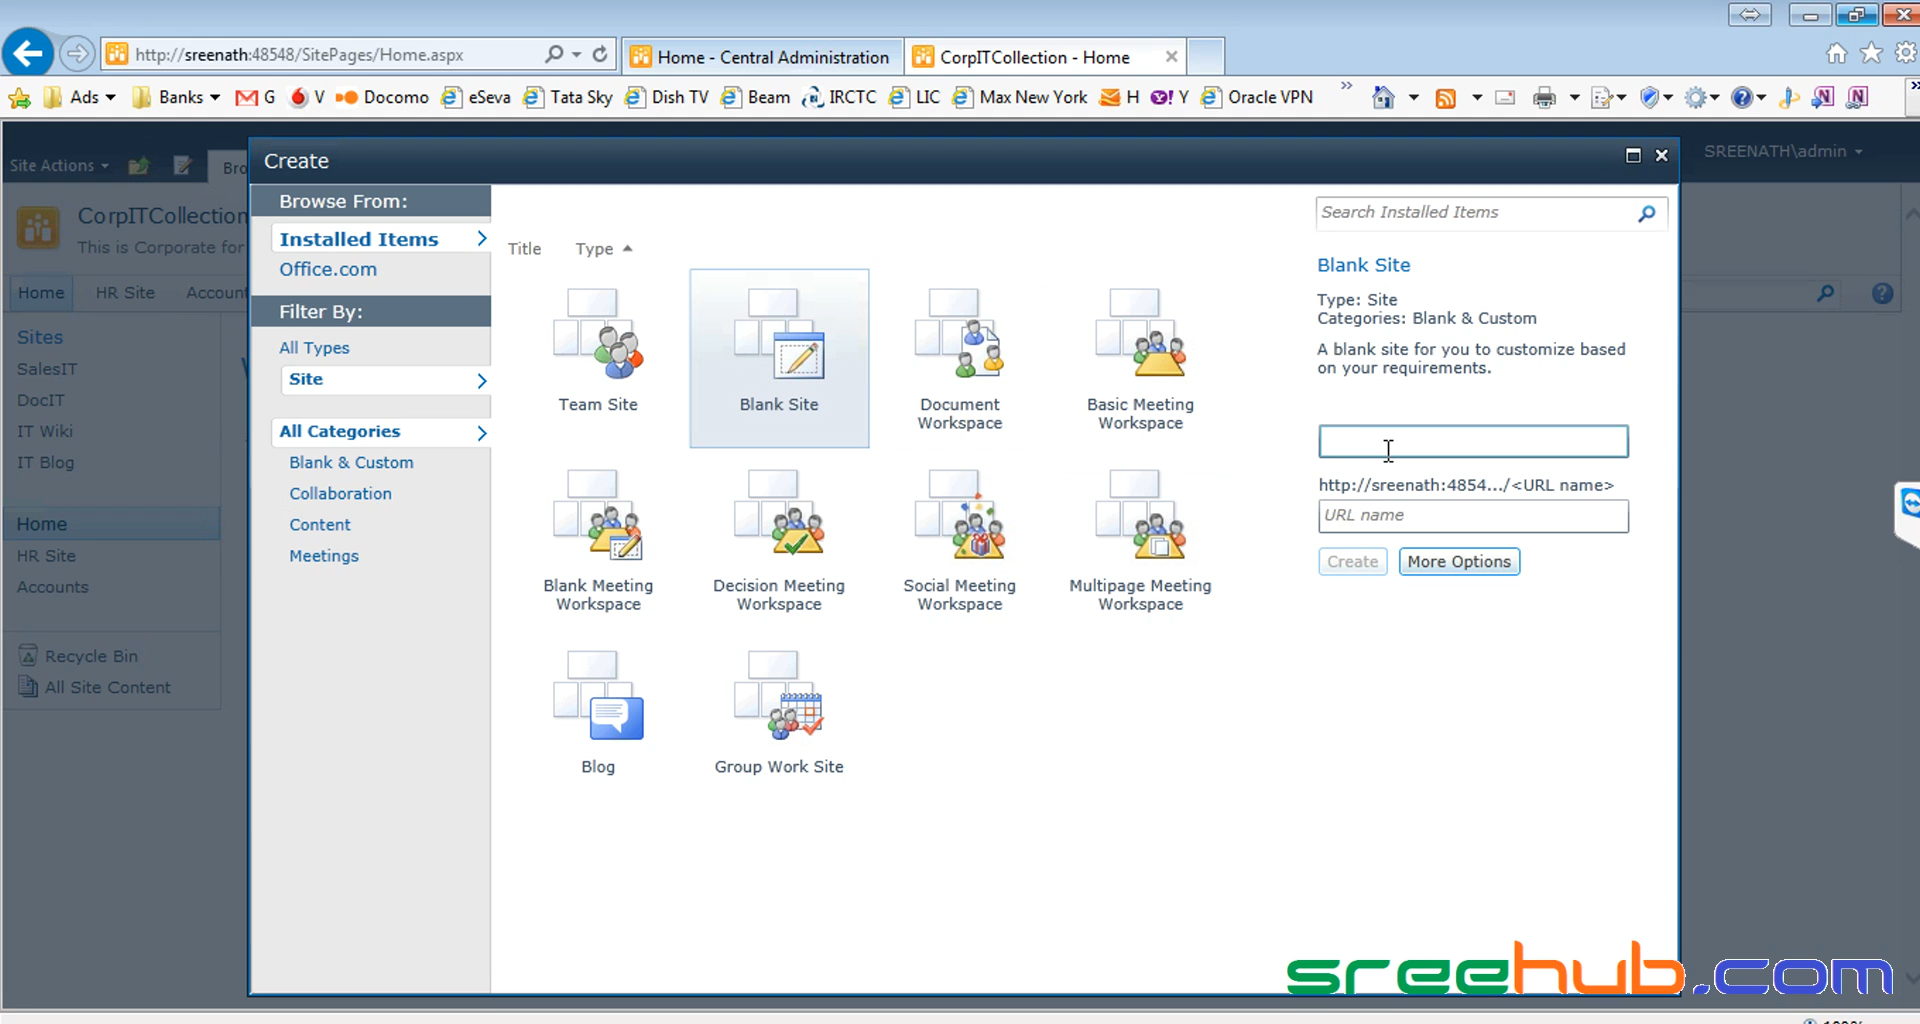 http://sreenath:48548/SitePages/Home.aspx
Home - Central Administration
CorpITCollection - Home
Ads
Banks
G
V
Docomo
eSeva
Tata Sky
Dish TV
Beam
IRCTC
LIC
Max New York
H
Y
Oracle VPN
Site Actions
Bro
SREENATH\admin
CorpITCollection
This is Corporate for
Home
HR Site
Account
Sites
SalesIT
DocIT
IT Wiki
IT Blog
Home
HR Site
Accounts
Recycle Bin
All Site Content
Create
Browse From:
Installed Items
Office.com
Filter By:
All Types
Site
All Categories
Blank & Custom
Collaboration
Content
Meetings
Title
Type
Team Site
Blank Site
Document
Workspace
Basic Meeting
Workspace
Blank Meeting
Workspace
Decision Meeting
Workspace
Social Meeting
Workspace
Multipage Meeting
Workspace
Blog
Group Work Site
Search Installed Items
Blank Site
Type: Site
Categories: Blank & Custom
A blank site for you to customize based
on your requirements.
http://sreenath:4854.../<URL name>
URL name
Create
More Options
sreehub.com